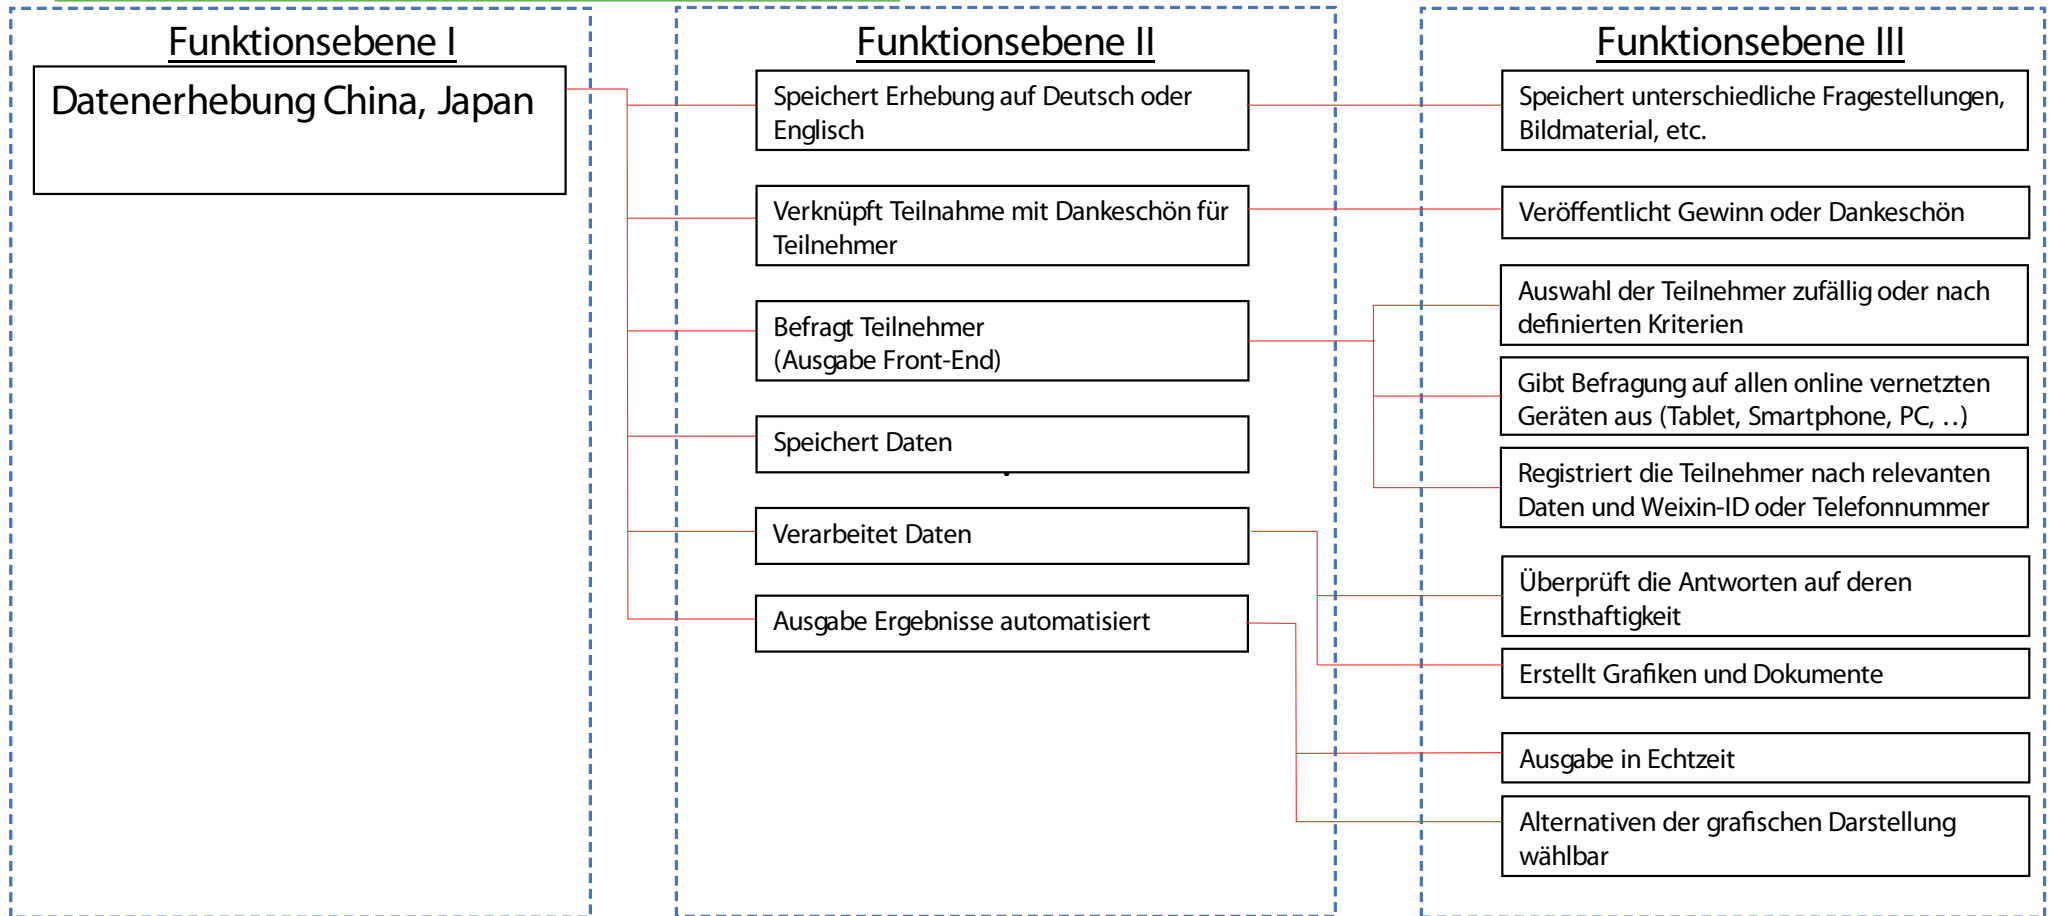 Funktionsebene I
Datenerhebung China, Japan
Funktionsebene II
Speichert Erhebung auf Deutsch oder
Englisch
Verknüpft Teilnahme mit Dankeschön für
Teilnehmer
Befragt Teilnehmer
(Ausgabe Front-End)
Speichert Daten
Verarbeitet Daten
Ausgabe Ergebnisse automatisiert
Funktionsebene III
Speichert unterschiedliche Fragestellungen,
Bildmaterial, etc.
Veröffentlicht Gewinn oder Dankeschön
Auswahl der Teilnehmer zufällig oder nach
definierten Kriterien
Gibt Befragung auf allen online vernetzten
Geräten aus (Tablet, Smartphone, PC, …)
Registriert die Teilnehmer nach relevanten
Daten und Weixin-ID oder Telefonnummer
Überprüft die Antworten auf deren
Ernsthaftigkeit
Erstellt Grafiken und Dokumente
Ausgabe in Echtzeit
Alternativen der grafischen Darstellung
wählbar